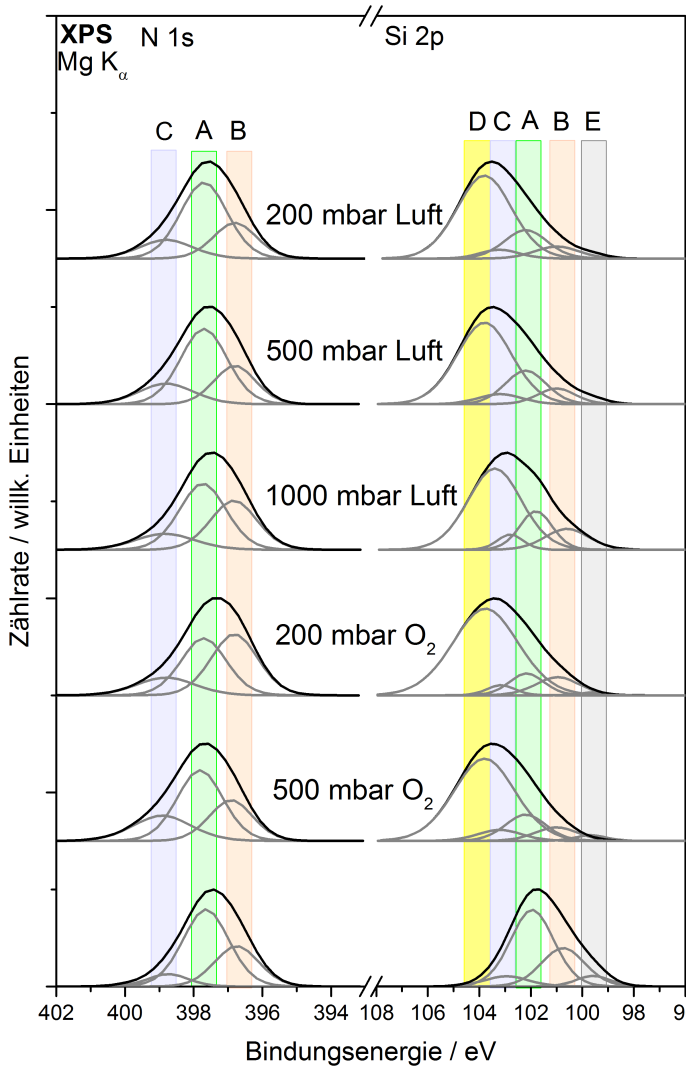 XPS N 1s Si 2p
Mg Kα
C A B D C A B E
200 mbar Luft
500 mbar Luft
1000 mbar Luft
200 mbar O2
500 mbar O2
Zählrate / willk. Einheiten
402 400 398 396 394 108 106 104 102 100 98 9
Bindungsenergie / eV